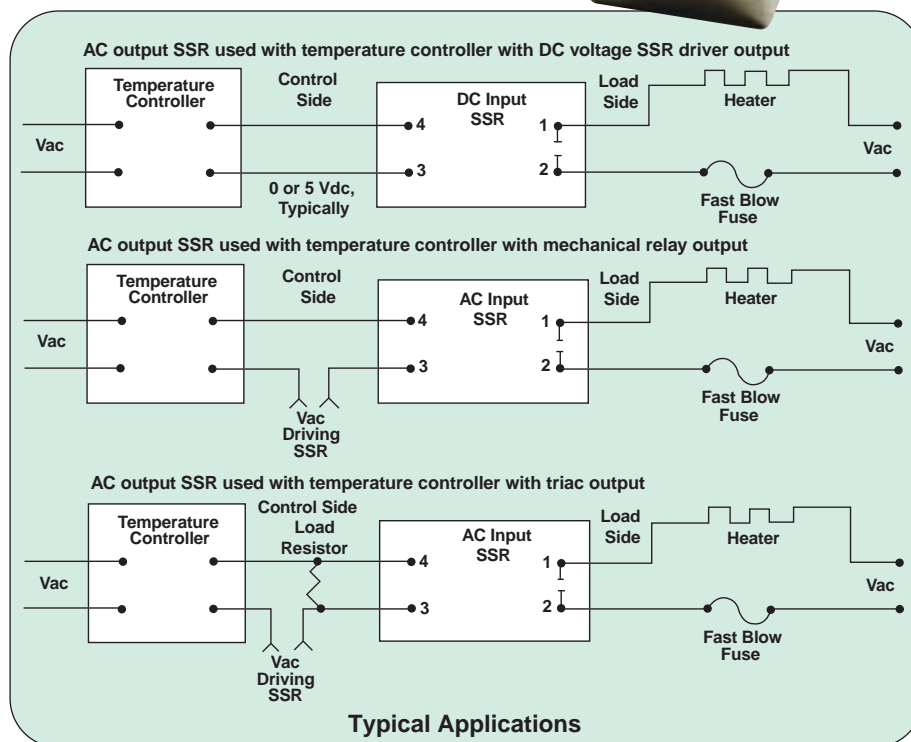 AC output SSR used with temperature controller with DC voltage SSR driver output
Temperature
Controller
Control
Side
DC Input
SSR
Load
Side
Heater
Vac
4
3
1
2
Vac
0 or 5 Vdc,
Typically
Fast Blow
Fuse
AC output SSR used with temperature controller with mechanical relay output
Temperature
Controller
Control
Side
AC Input
SSR
Load
Side
Heater
Vac
4
3
1
2
Vac
Vac
Driving
SSR
Fast Blow
Fuse
AC output SSR used with temperature controller with triac output
Temperature
Controller
Control Side
Load
Resistor
AC Input
SSR
Load
Side
Heater
Vac
4
3
1
2
Vac
Vac
Driving
SSR
Fast Blow
Fuse
Typical Applications